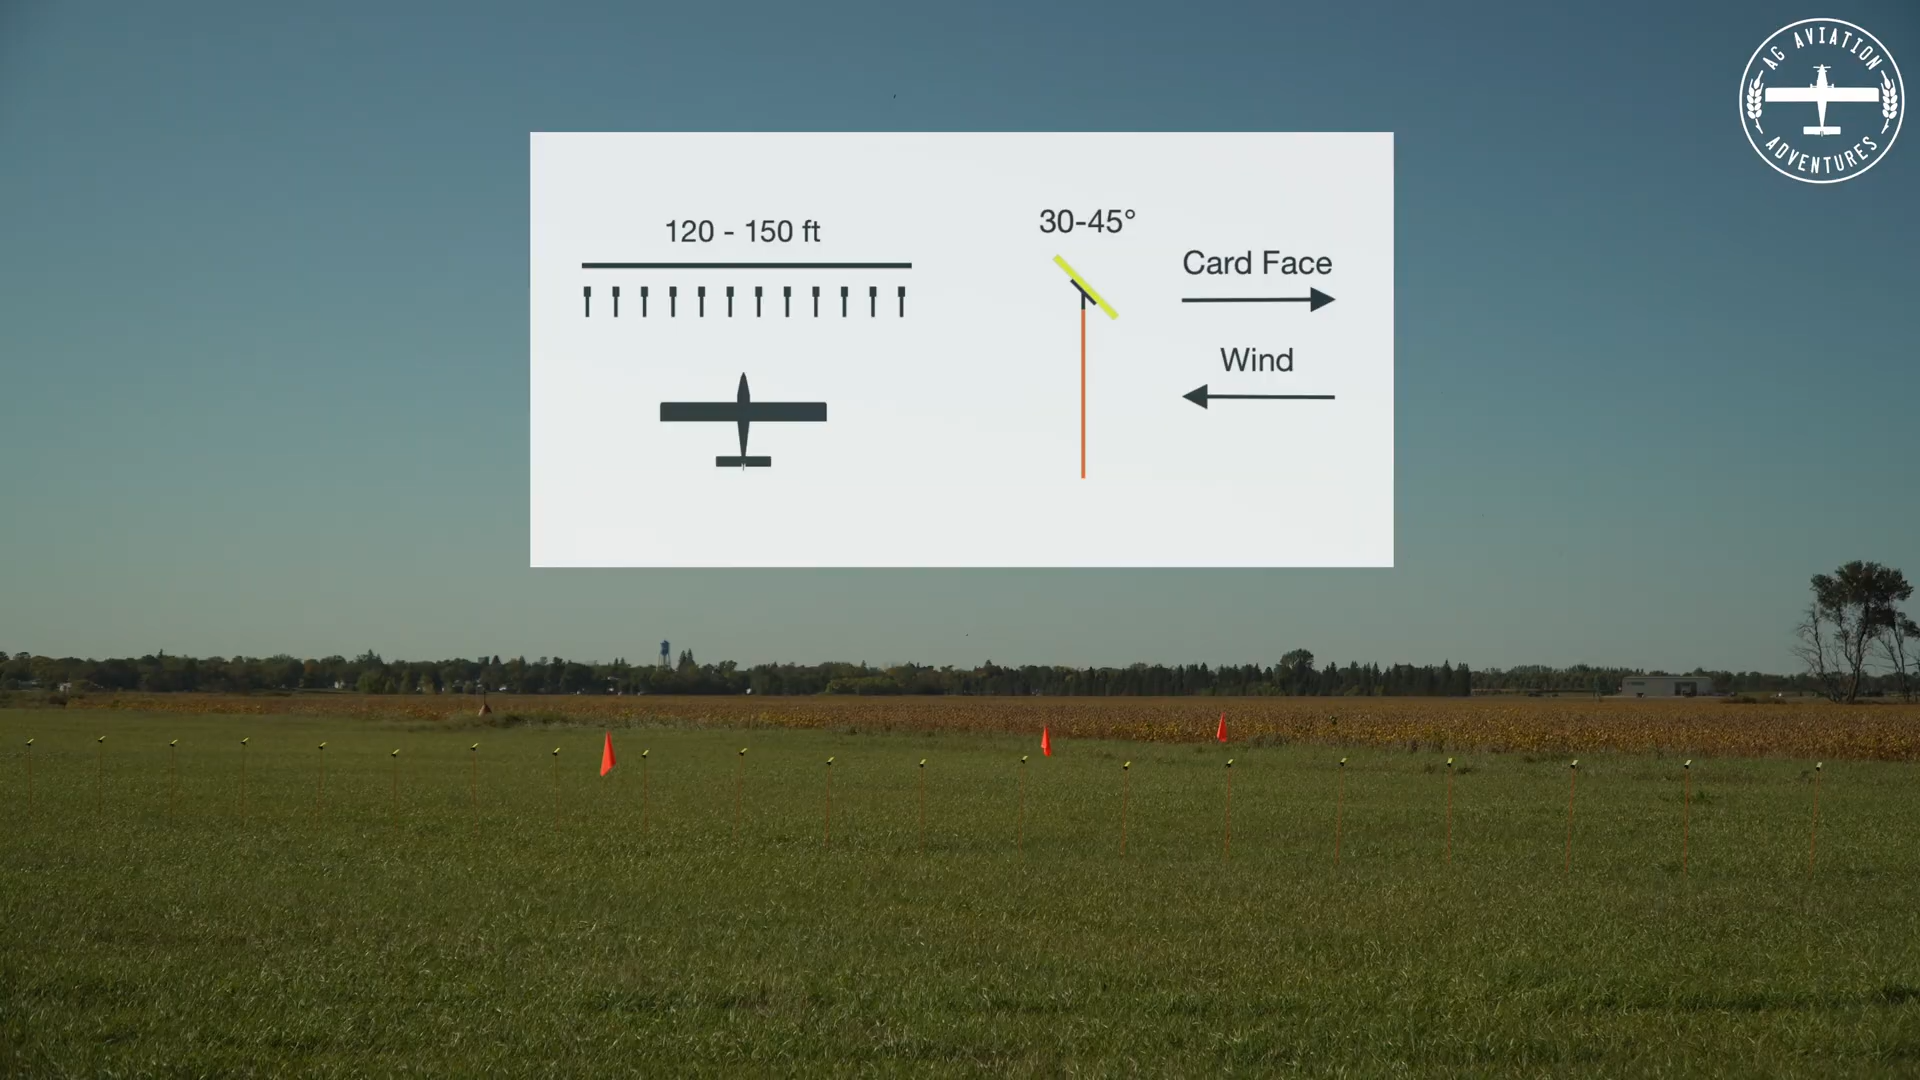 120 - 150 ft
30-45°
Card Face
Wind
AG AVIATION
ADVENTURES